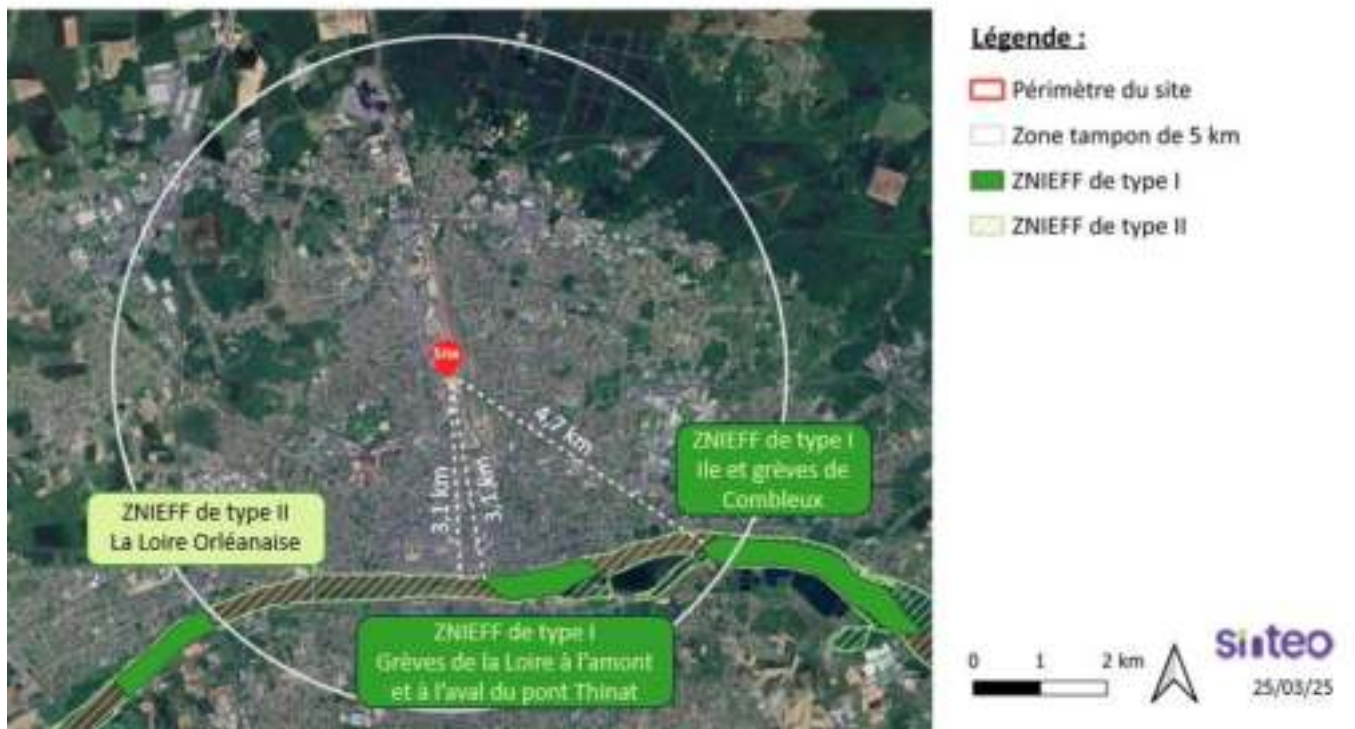 Légende :
Périmètre du site
Zone tampon de 5 km
ZNIEFF de type I
ZNIEFF de type II
Site
4,7 km
3,1 km
3,1 km
ZNIEFF de type I
Ile et grèves de
Combleux
ZNIEFF de type II
La Loire Orléanaise
ZNIEFF de type I
Grèves de la Loire à l'amont
et à l'aval du pont Thinat
0 1 2 km
sinteo
25/03/25